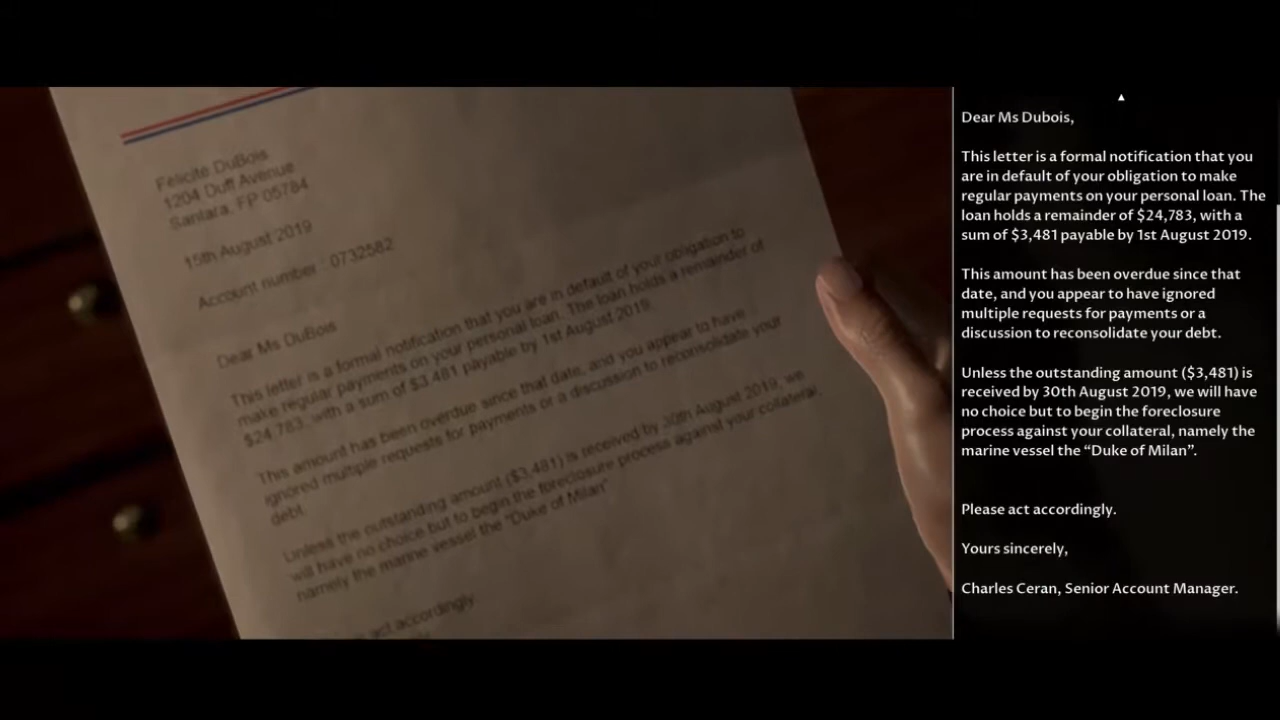 Félicité DuBois
1204 Duff Avenue
Santara, FP 05784
15th August 2019
Account number : 0732582
Dear Ms DuBois
This letter is a formal notification that you are in default of your obligation to
make regular payments on your personal loan. The loan holds a remainder of
$24,783, with a sum of $3,481 payable by 1st August 2019.
This amount has been overdue since that date, and you appear to have
ignored multiple requests for payments or a discussion to reconsolidate your
debt.
Unless the outstanding amount ($3,481) is received by 30th August 2019, we
will have no choice but to begin the foreclosure process against your collateral,
namely the marine vessel the "Duke of Milan"
act accordingly
Dear Ms Dubois,
This letter is a formal notification that you
are in default of your obligation to make
regular payments on your personal loan. The
loan holds a remainder of $24,783, with a
sum of $3,481 payable by 1st August 2019.
This amount has been overdue since that
date, and you appear to have ignored
multiple requests for payments or a
discussion to reconsolidate your debt.
Unless the outstanding amount ($3,481) is
received by 30th August 2019, we will have
no choice but to begin the foreclosure
process against your collateral, namely the
marine vessel the “Duke of Milan”.
Please act accordingly.
Yours sincerely,
Charles Ceran, Senior Account Manager.